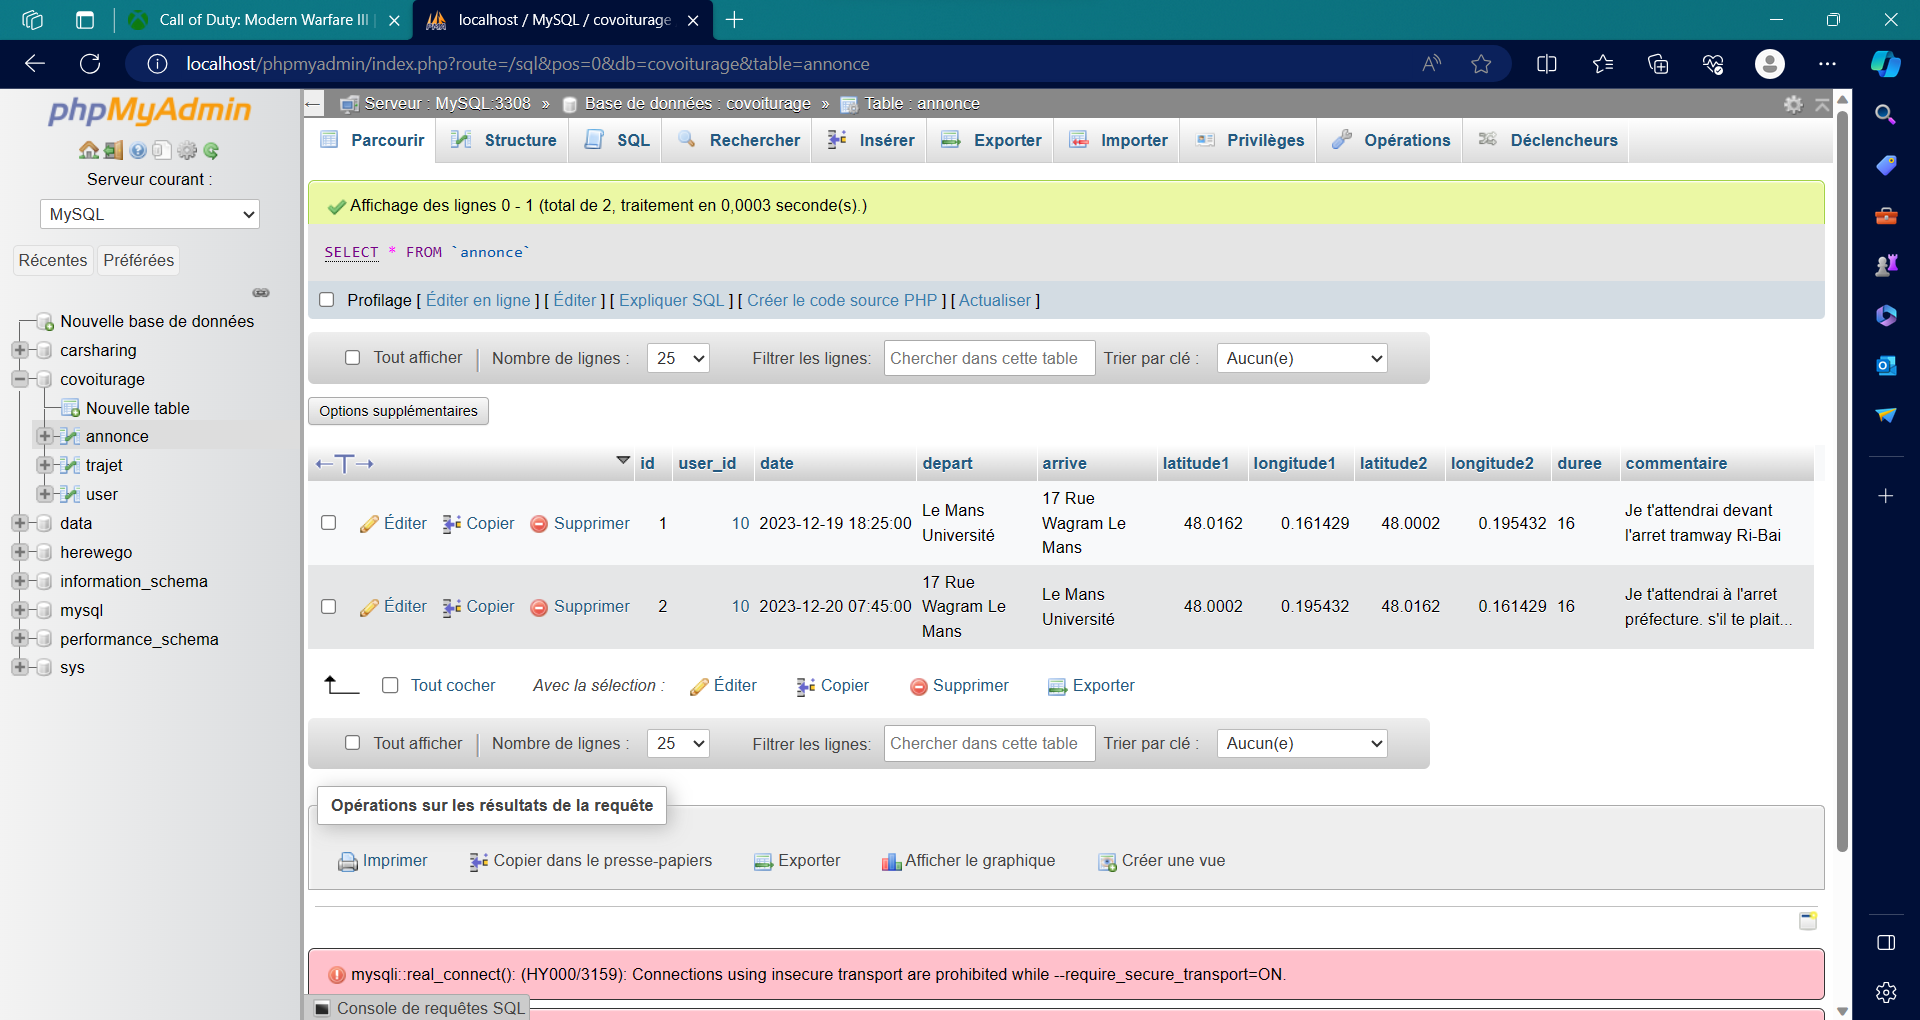 Call of Duty: Modern Warfare III
localhost / MySQL / covoiturage
localhost/phpmyadmin/index.php?route=/sql&pos=0&db=covoiturage&table=annonce
phpMyAdmin
Serveur courant :
MySQL
Récentes
Préférées
Nouvelle base de données
carsharing
covoiturage
Nouvelle table
annonce
trajet
user
data
herewego
information_schema
mysql
performance_schema
sys
Serveur : MySQL:3308 » Base de données : covoiturage » Table : annonce
Parcourir Structure SQL Rechercher Insérer Exporter Importer Privilèges Opérations Déclencheurs
Affichage des lignes 0 - 1 (total de 2, traitement en 0,0003 seconde(s).)
SELECT * FROM `annonce`
Profilage [ Éditer en ligne ] [ Éditer ] [ Expliquer SQL ] [ Créer le code source PHP ] [ Actualiser ]
Tout afficher | Nombre de lignes : 25 Filtrer les lignes: Chercher dans cette table Trier par clé : Aucun(e)
Options supplémentaires
id user_id date depart arrive latitude1 longitude1 latitude2 longitude2 duree commentaire
Éditer Copier Supprimer 1 10 2023-12-19 18:25:00
Le Mans
Université
17 Rue
Wagram Le
Mans
48.0162 0.161429 48.0002 0.195432 16
Je t'attendrai devant
l'arret tramway Ri-Bai
Éditer Copier Supprimer 2 10 2023-12-20 07:45:00
17 Rue
Wagram Le
Mans
Le Mans
Université
48.0002 0.195432 48.0162 0.161429 16
Je t'attendrai à l'arret
préfecture. s'il te plait...
Tout cocher Avec la sélection : Éditer Copier Supprimer Exporter
Tout afficher | Nombre de lignes : 25 Filtrer les lignes: Chercher dans cette table Trier par clé : Aucun(e)
Opérations sur les résultats de la requête
Imprimer Copier dans le presse-papiers Exporter Afficher le graphique Créer une vue
mysqli::real_connect(): (HY000/3159): Connections using insecure transport are prohibited while --require_secure_transport=ON.
Console de requêtes SQL